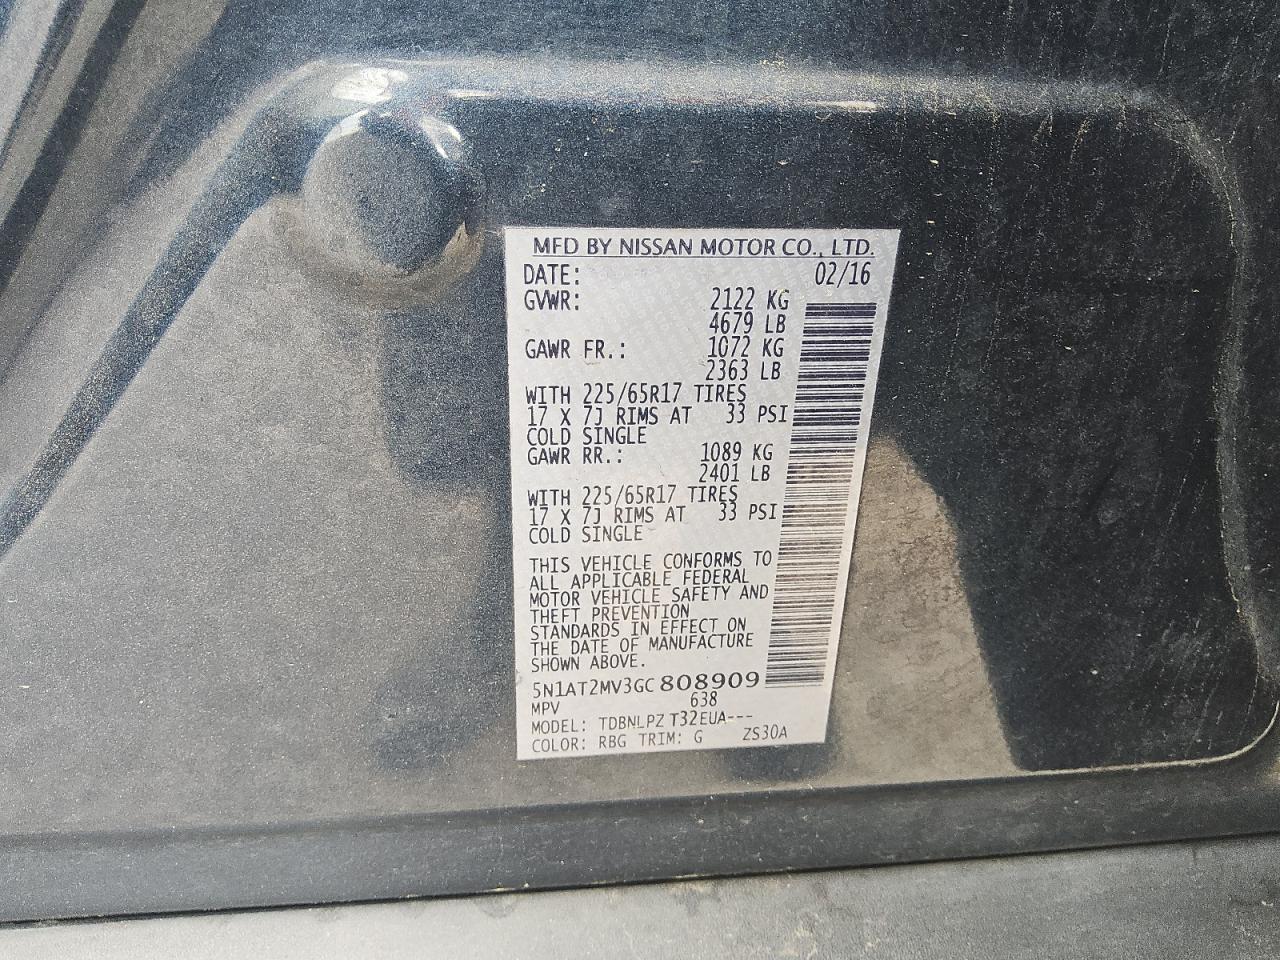 MFD BY NISSAN MOTOR CO., LTD.
DATE: 02/16
GVWR: 2122 KG
4679 LB
GAWR FR.: 1072 KG
2363 LB
WITH 225/65R17 TIRES
17 X 7J RIMS AT 33 PSI
COLD SINGLE
GAWR RR.: 1089 KG
2401 LB
WITH 225/65R17 TIRES
17 X 7J RIMS AT 33 PSI
COLD SINGLE
THIS VEHICLE CONFORMS TO
ALL APPLICABLE FEDERAL
MOTOR VEHICLE SAFETY AND
THEFT PREVENTION
STANDARDS IN EFFECT ON
THE DATE OF MANUFACTURE
SHOWN ABOVE.
5N1AT2MV3GC808909
MPV 638
MODEL: TDBNLPZ T32EUA---
COLOR: RBG TRIM: G ZS30A